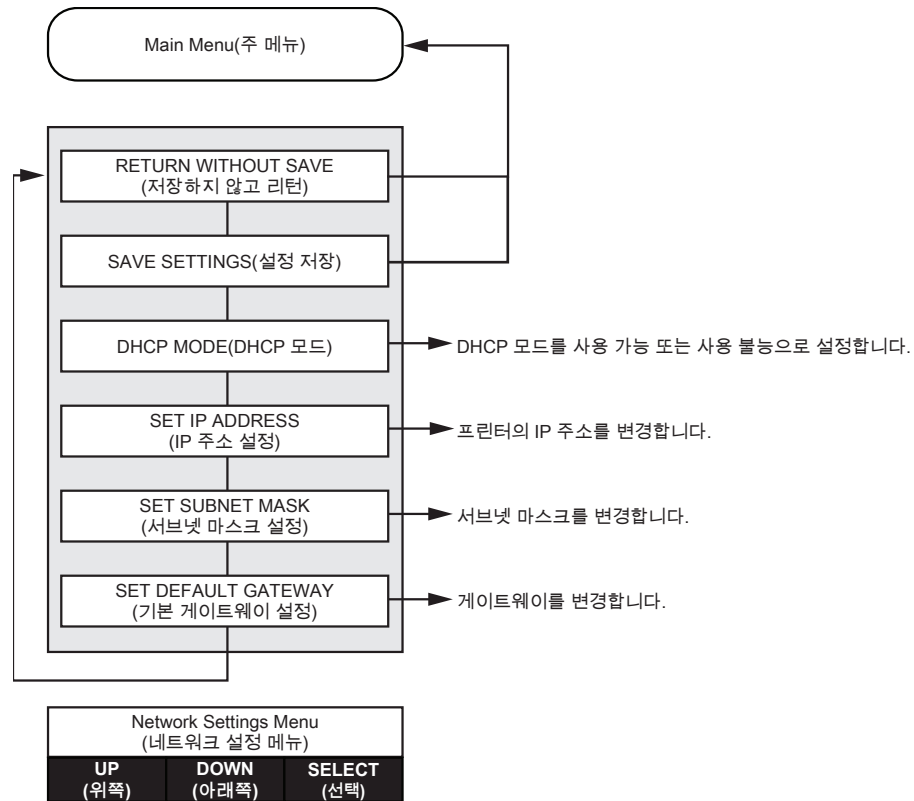 Main Menu(주 메뉴)
RETURN WITHOUT SAVE
(저장하지 않고 리턴)
SAVE SETTINGS(설정 저장)
DHCP MODE(DHCP 모드)
DHCP 모드를 사용 가능 또는 사용 불능으로 설정합니다.
SET IP ADDRESS
(IP 주소 설정)
프린터의 IP 주소를 변경합니다.
SET SUBNET MASK
(서브넷 마스크 설정)
서브넷 마스크를 변경합니다.
SET DEFAULT GATEWAY
(기본 게이트웨이 설정)
게이트웨이를 변경합니다.
Network Settings Menu
(네트워크 설정 메뉴)
UP DOWN SELECT
(위쪽) (아래쪽) (선택)